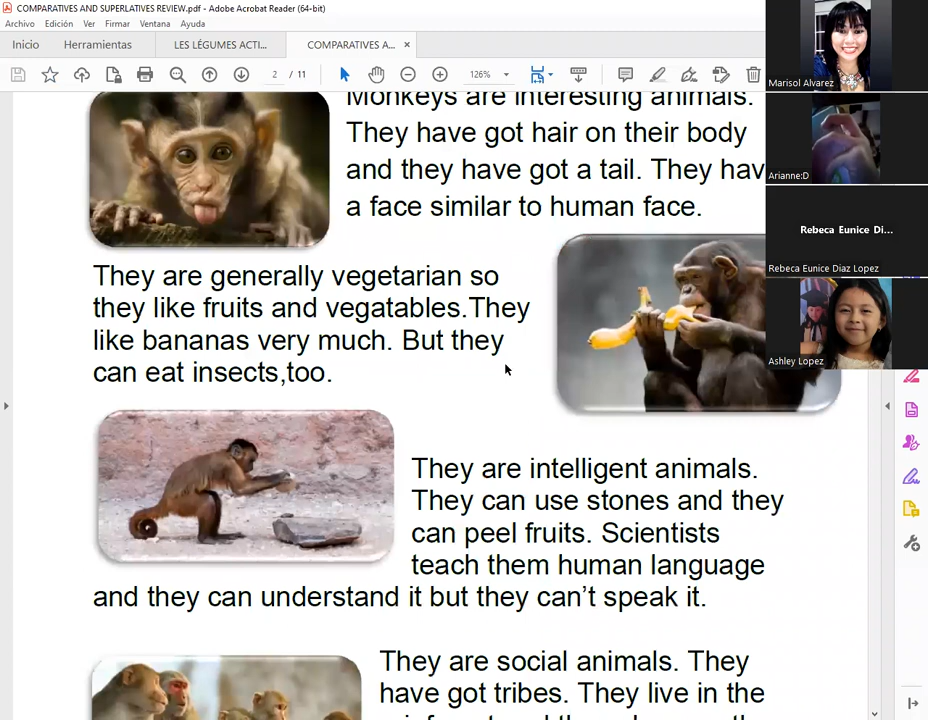 COMPARATIVES AND SUPERLATIVES REVIEW.pdf - Adobe Acrobat Reader (64-bit)
Archivo Edición Ver Firmar Ventana Ayuda
Inicio Herramientas LES LÉGUMES ACTI... COMPARATIVES A... ×
2 / 11 126%
Monkeys are interesting animals.
They have got hair on their body
and they have got a tail. They hav
a face similar to human face.
They are generally vegetarian so
they like fruits and vegatables.They
like bananas very much. But they
can eat insects,too.
They are intelligent animals.
They can use stones and they
can peel fruits. Scientists
teach them human language
and they can understand it but they can't speak it.
They are social animals. They
have got tribes. They live in the
Marisol Alvarez
Arianne:D
Rebeca Eunice Di...
Rebeca Eunice Diaz Lopez
Ashley Lopez